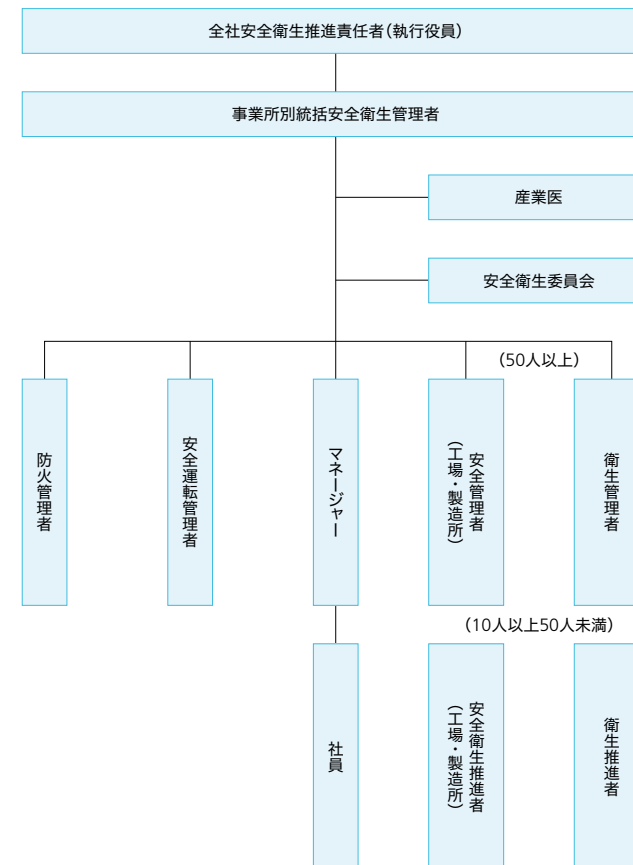 全社安全衛生推進責任者(執行役員)
事業所別統括安全衛生管理者
産業医
安全衛生委員会
(50人以上)
防火管理者
安全運転管理者
マネージャー
安全管理者
(工場・製造所)
衛生管理者
(10人以上50人未満)
社員
安全衛生推進者
(工場・製造所)
衛生推進者